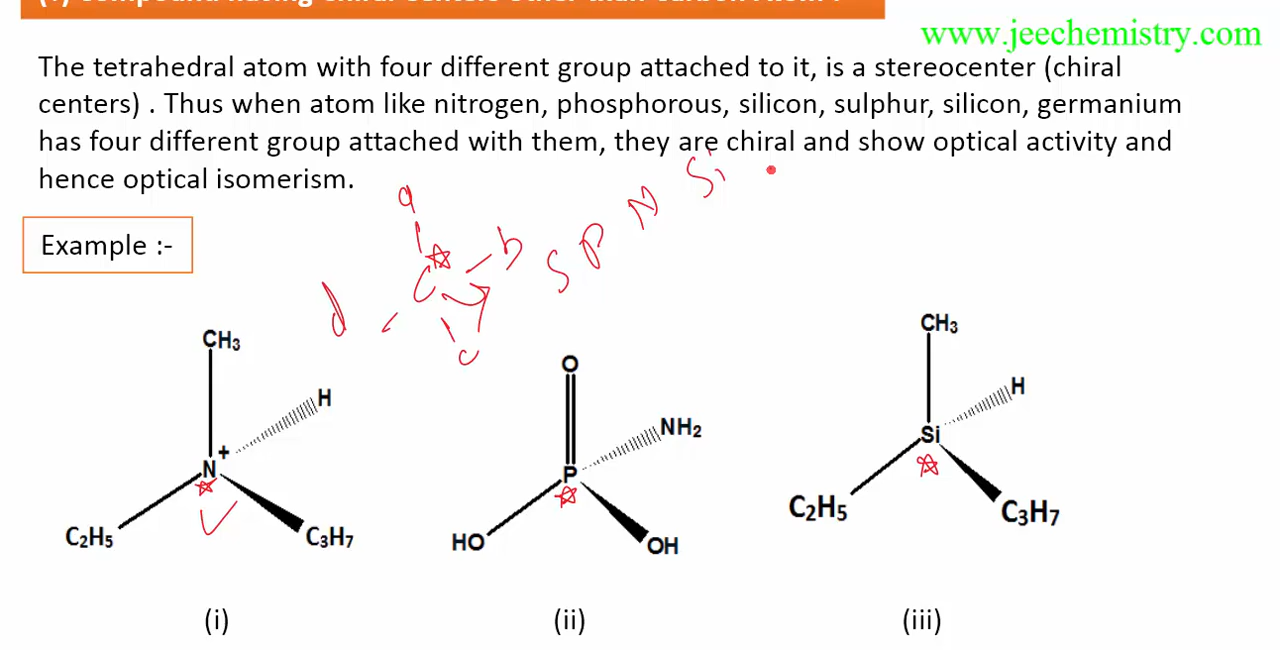 www.jeechemistry.com
The tetrahedral atom with four different group attached to it, is a stereocenter (chiral
centers) . Thus when atom like nitrogen, phosphorous, silicon, sulphur, silicon, germanium
has four different group attached with them, they are chiral and show optical activity and
hence optical isomerism.
Example :-
a
C b
d
c
S P N Si
CH3
H
N+
C2H5 C3H7
O
NH2
P
HO OH
CH3
H
Si
C2H5 C3H7
(i) (ii) (iii)